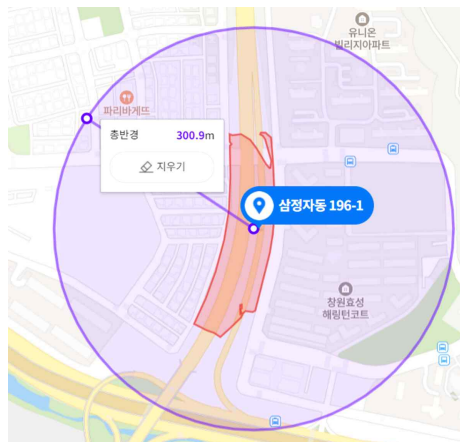 유니온
빌리지아파트
파리바게뜨
총반경 300.9m
지우기
삼정자동 196-1
창원효성
해링턴코트